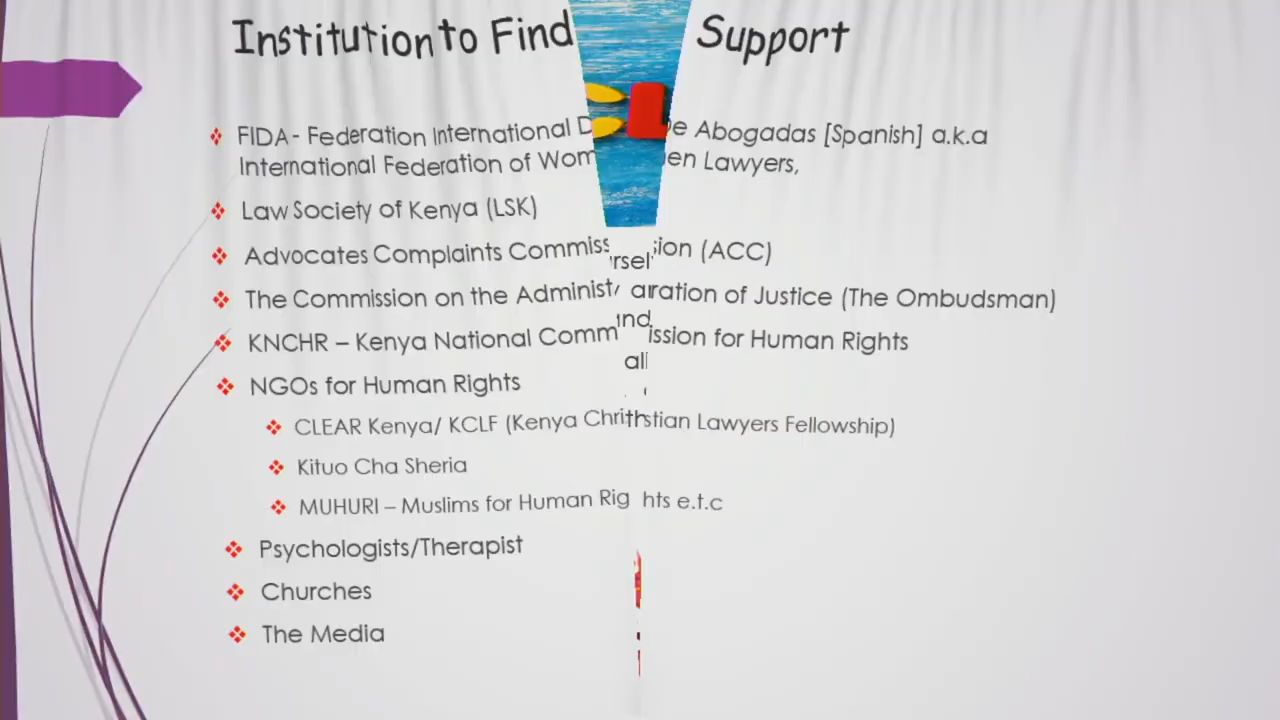 Institution to Find Support
FIDA- Federation International D e Abogadas [Spanish] a.k.a
International Federation of Women Lawyers,
Law Society of Kenya (LSK)
Advocates Complaints Commission (ACC)
rsel
The Commission on the Administration of Justice (The Ombudsman)
ind
KNCHR – Kenya National Commission for Human Rights
all
NGOs for Human Rights
CLEAR Kenya/ KCLF (Kenya Christian Lawyers Fellowship)
Kituo Cha Sheria
MUHURI – Muslims for Human Rights e.t.c
Psychologists/Therapist
Churches
The Media